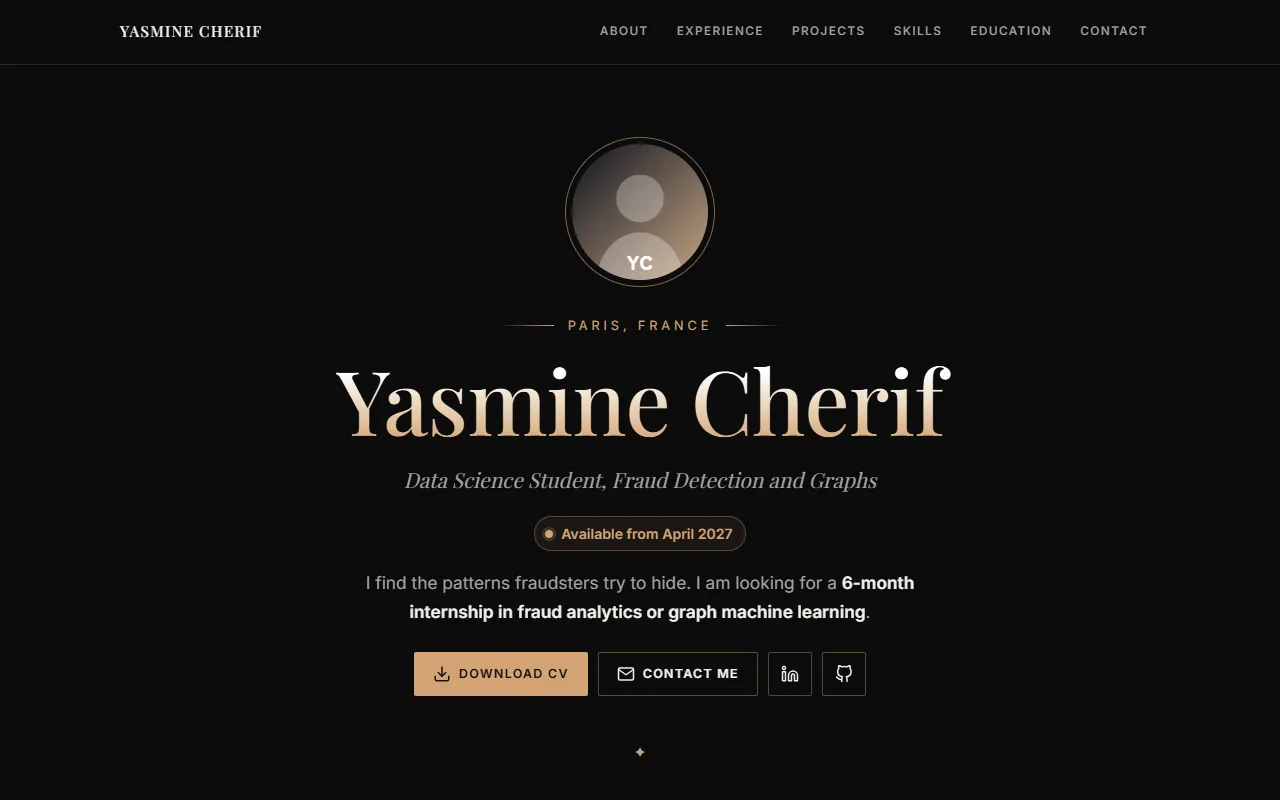 YASMINE CHERIF
ABOUT EXPERIENCE PROJECTS SKILLS EDUCATION CONTACT
YC
PARIS, FRANCE
Yasmine Cherif
Data Science Student, Fraud Detection and Graphs
Available from April 2027
I find the patterns fraudsters try to hide. I am looking for a 6-month
internship in fraud analytics or graph machine learning.
DOWNLOAD CV
CONTACT ME
in